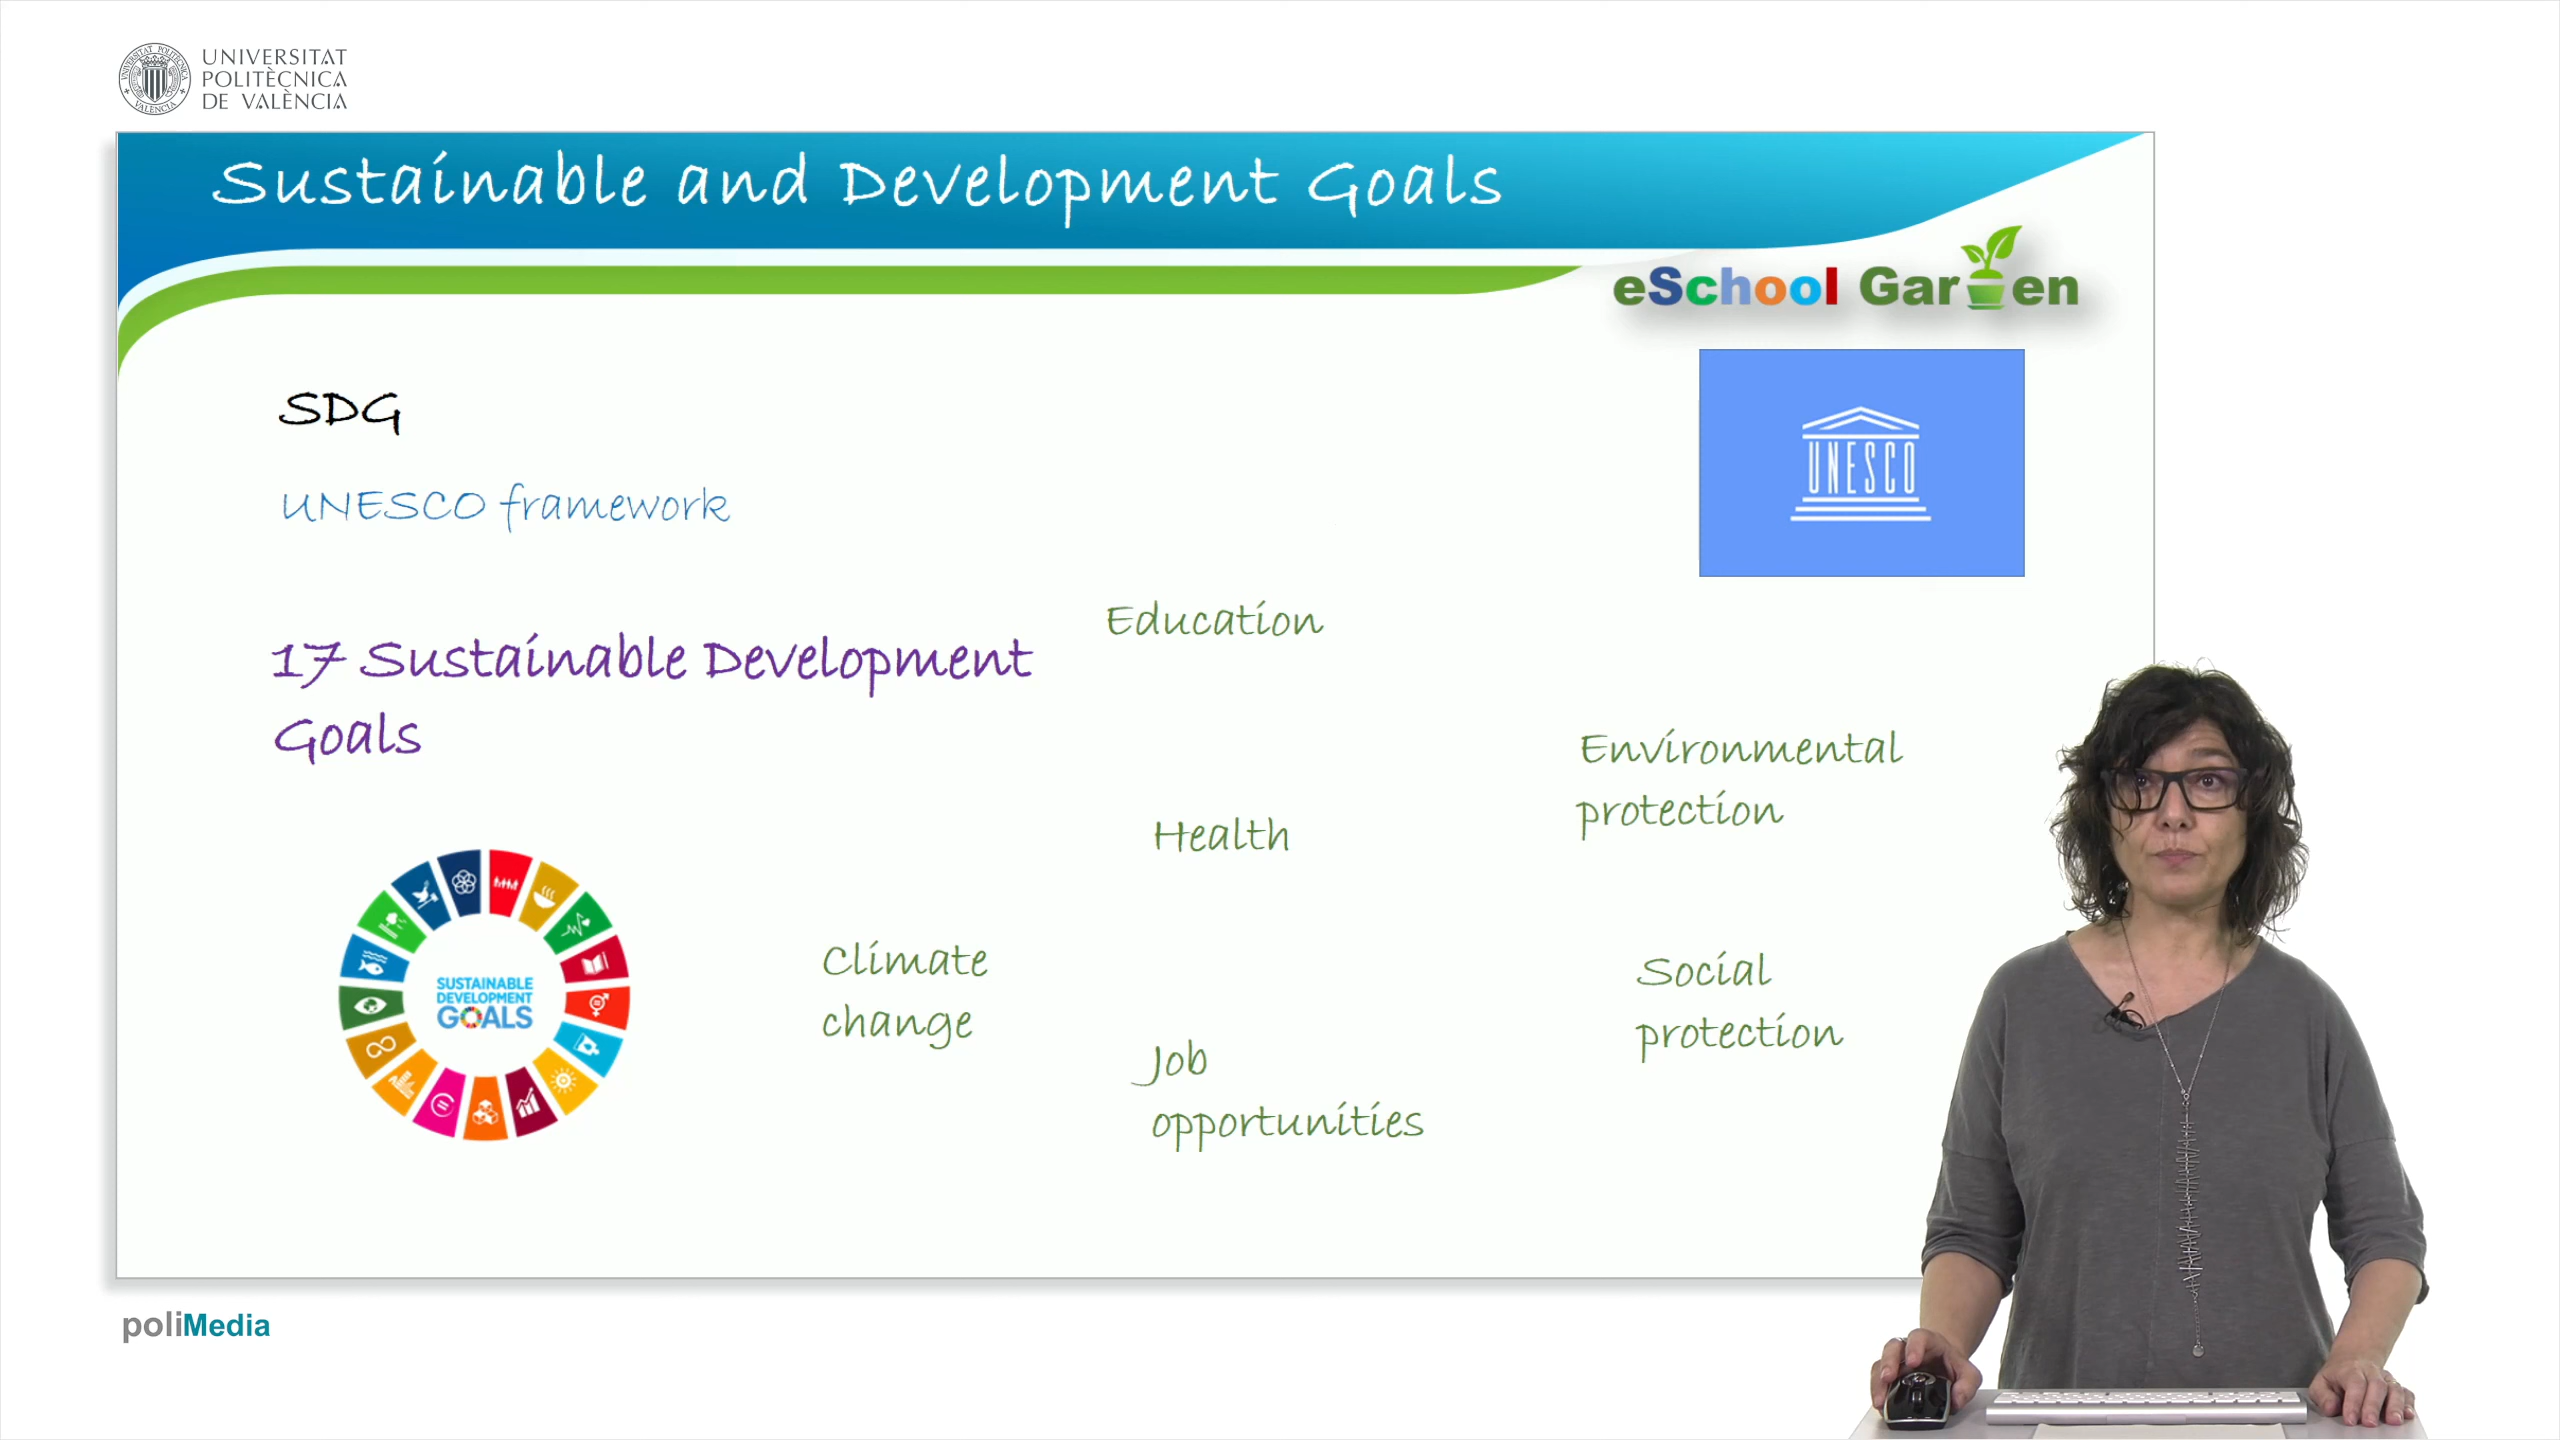 UNIVERSITAT
POLITÈCNICA
DE VALÈNCIA
Sustainable and Development Goals
eSchool Garden
SDG
UNESCO
UNESCO framework
Education
17 Sustainable Development
Goals
Environmental
protection
Health
Climate
change
Social
protection
SUSTAINABLE
DEVELOPMENT
GOALS
Job
opportunities
poliMedia